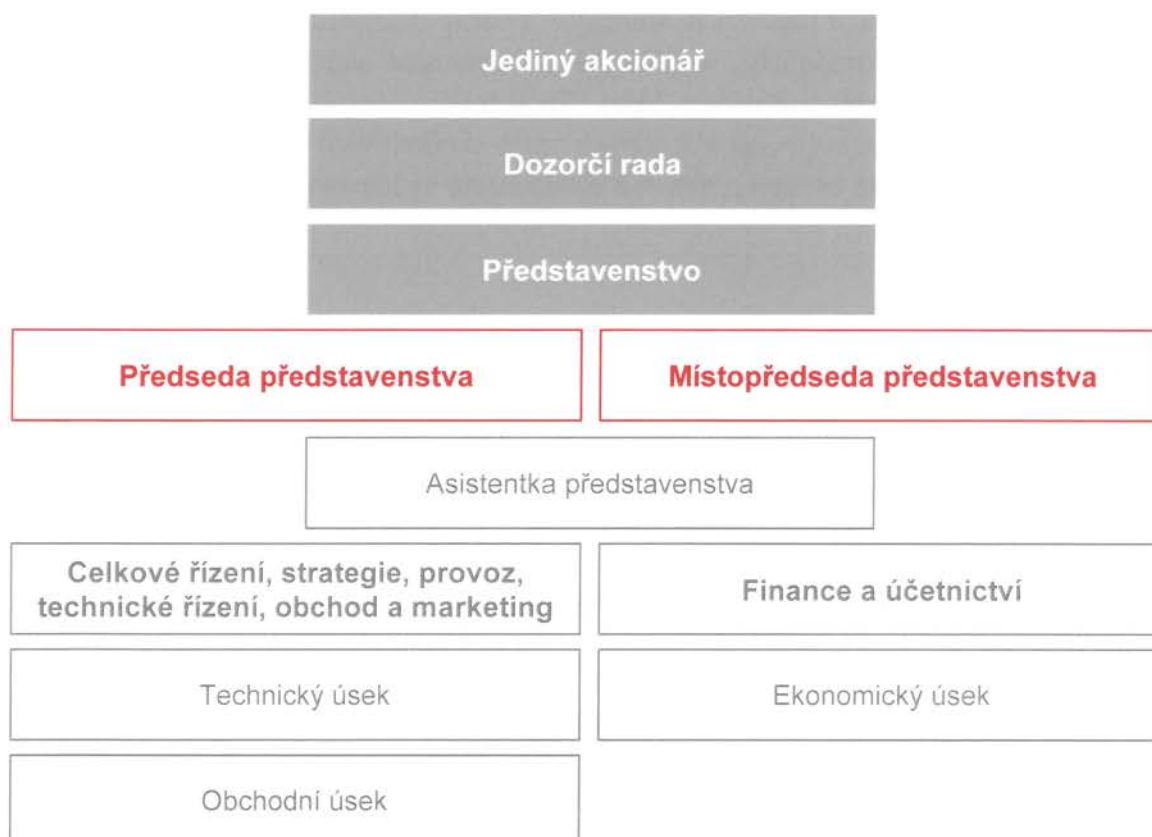 Jediný akcionář
Dozorčí rada
Představenstvo
Předseda představenstva
Místopředseda představenstva
Asistentka představenstva
Celkové řízení, strategie, provoz,
technické řízení, obchod a marketing
Finance a účetnictví
Technický úsek
Ekonomický úsek
Obchodní úsek